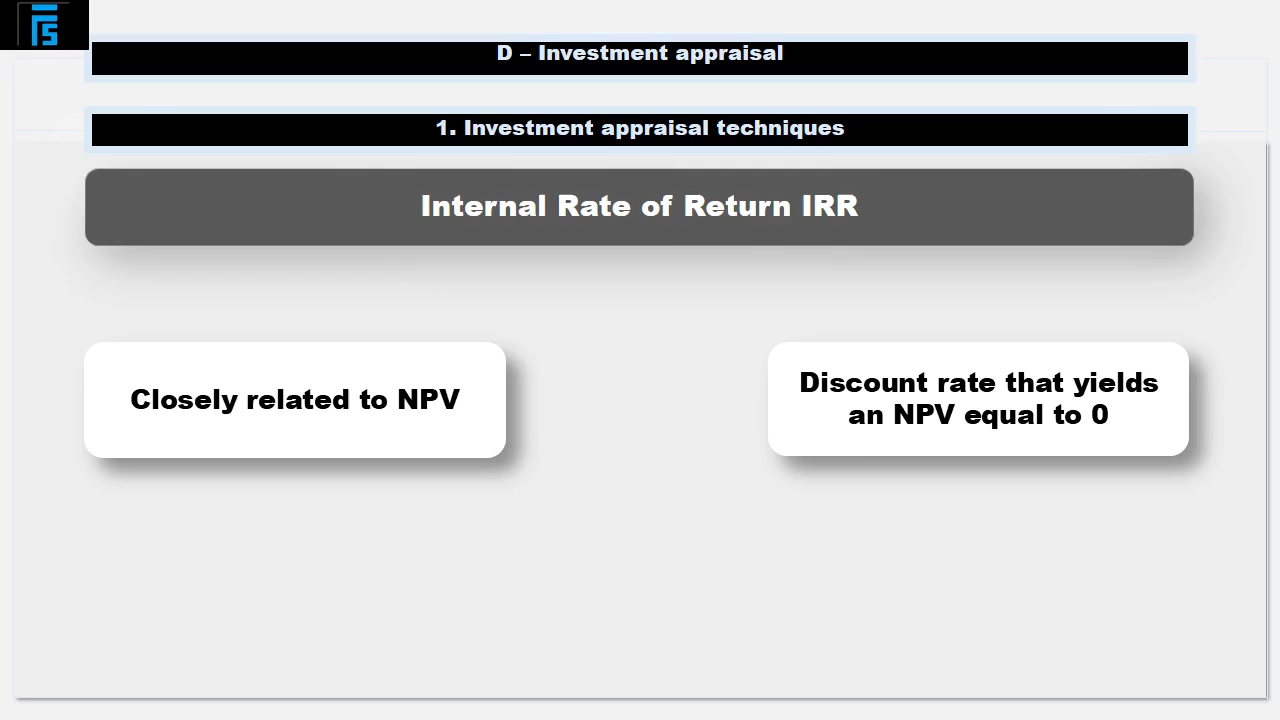 D – Investment appraisal
1. Investment appraisal techniques
Internal Rate of Return IRR
Closely related to NPV
Discount rate that yields
an NPV equal to 0